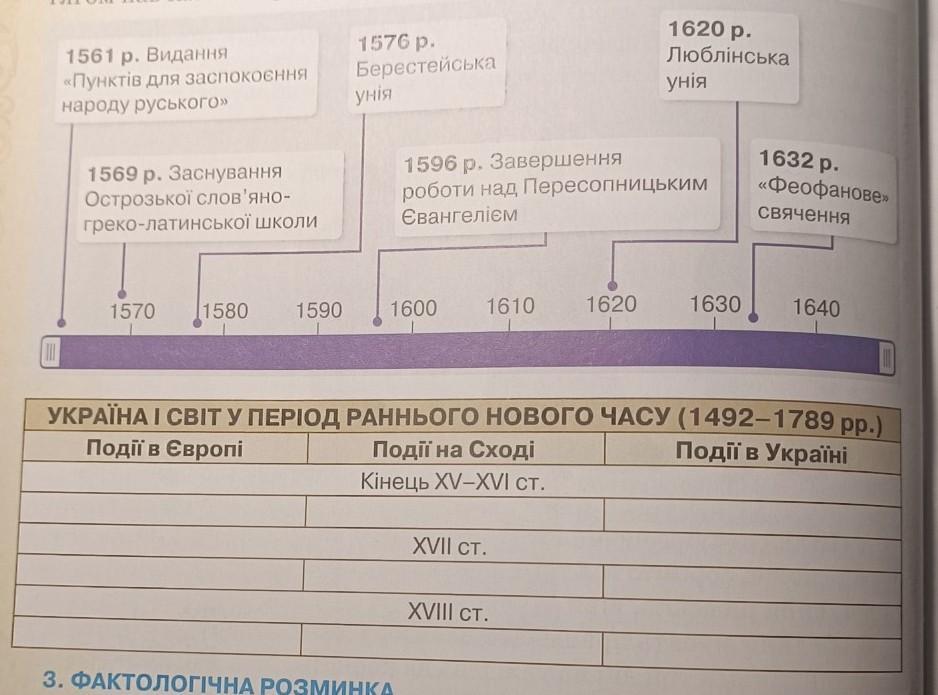 1561 р. Видання
«Пунктів для заспокоєння
народу руського»
1576 р.
Берестейська
унія
1620 р.
Люблінська
унія
1569 р. Заснування
Острозької слов'яно-
греко-латинської школи
1596 р. Завершення
роботи над Пересопницьким
Євангелієм
1632 р.
«Феофанове»
свячення
1570 1580 1590 1600 1610 1620 1630 1640
УКРАЇНА І СВІТ У ПЕРІОД РАННЬОГО НОВОГО ЧАСУ (1492–1789 рр.)
Події в Європі Події на Сході Події в Україні
Кінець XV–XVI ст.
XVII ст.
XVIII ст.
3. ФАКТОЛОГІЧНА РОЗМИНКА